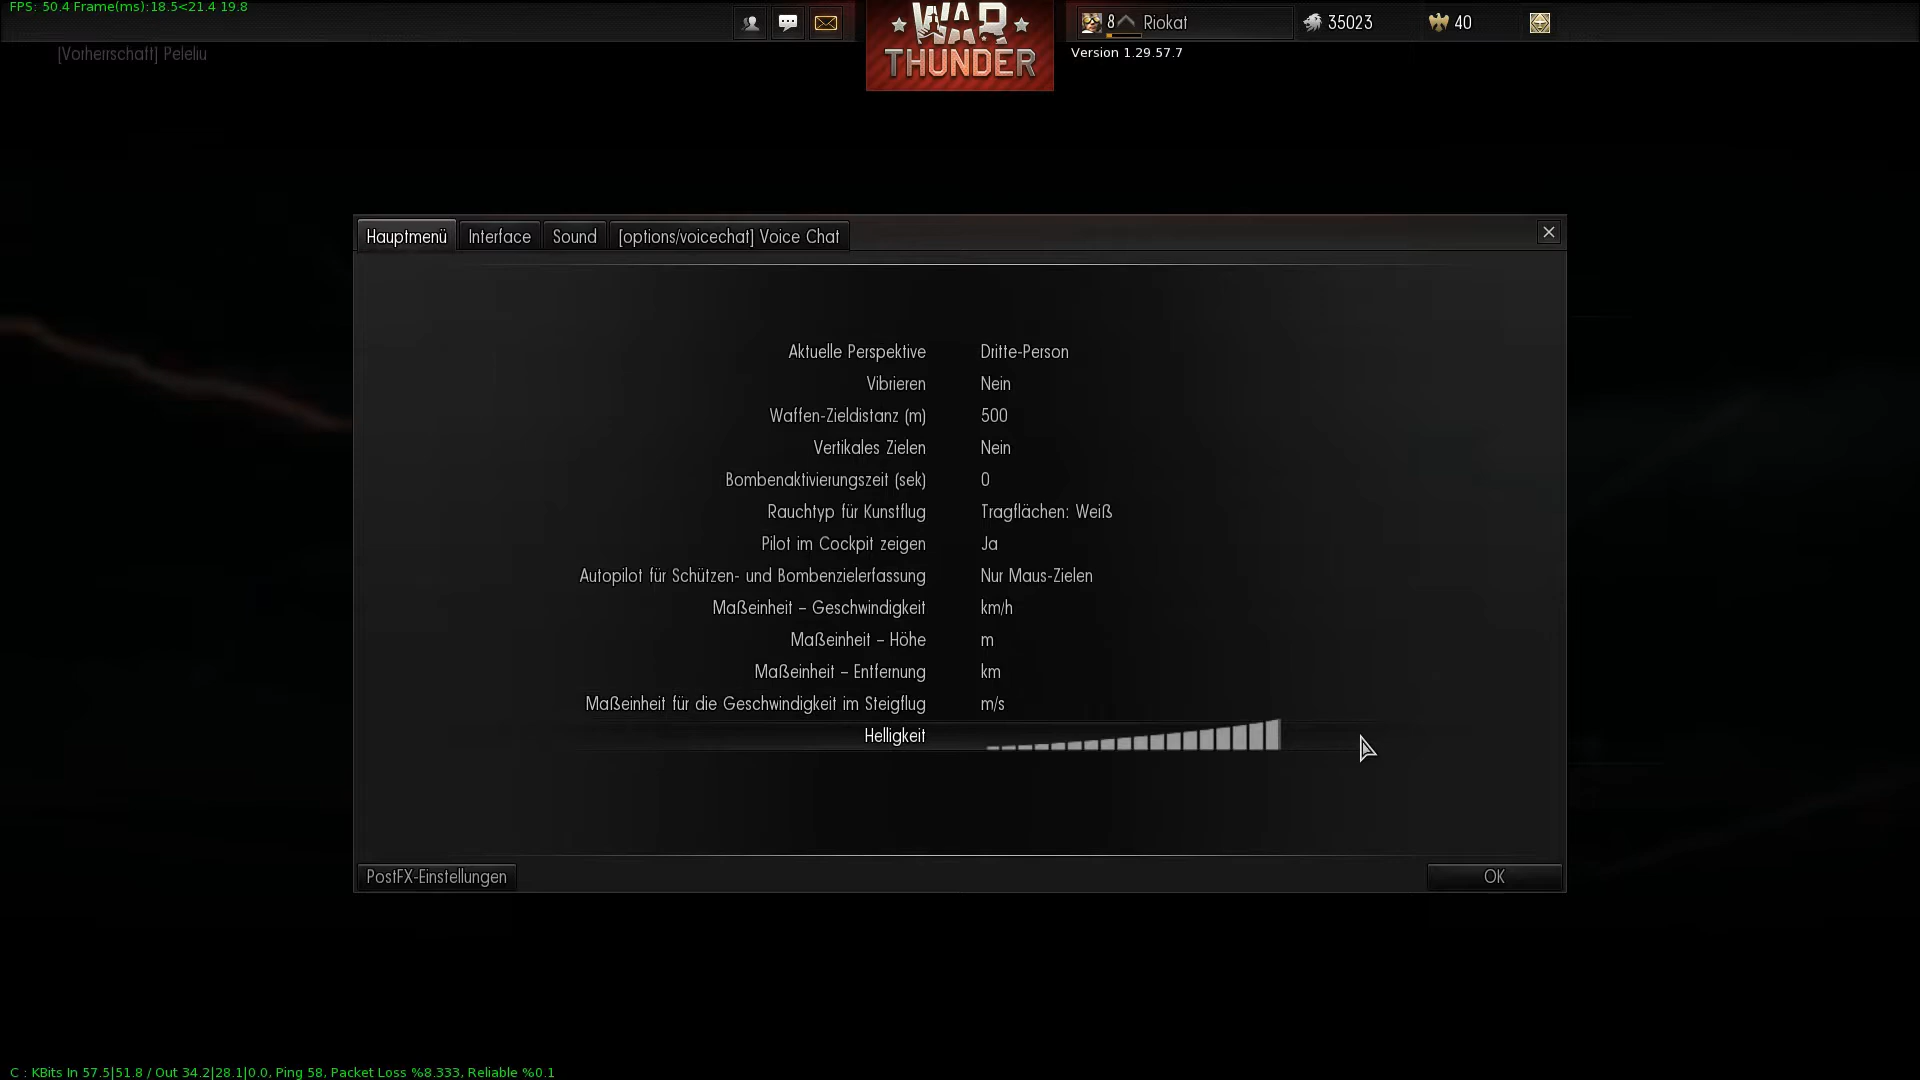 FPS: 50.4 Frame(ms):18.5<21.4 19.8
8 Riokat 35023 40
WAR
THUNDER
Version 1.29.57.7
[Vorherrschaft] Peleliu
Hauptmenü Interface Sound [options/voicechat] Voice Chat
Aktuelle Perspektive Dritte-Person
Vibrieren Nein
Waffen-Zieldistanz (m) 500
Vertikales Zielen Nein
Bombenaktivierungszeit (sek) 0
Rauchtyp für Kunstflug Tragflächen: Weiß
Pilot im Cockpit zeigen Ja
Autopilot für Schützen- und Bombenzielerfassung Nur Maus-Zielen
Maßeinheit – Geschwindigkeit km/h
Maßeinheit – Höhe m
Maßeinheit – Entfernung km
Maßeinheit für die Geschwindigkeit im Steigflug m/s
Helligkeit
PostFX-Einstellungen OK
C : KBits In 57.5|51.8 / Out 34.2|28.1|0.0, Ping 58, Packet Loss %8.333, Reliable %0.1